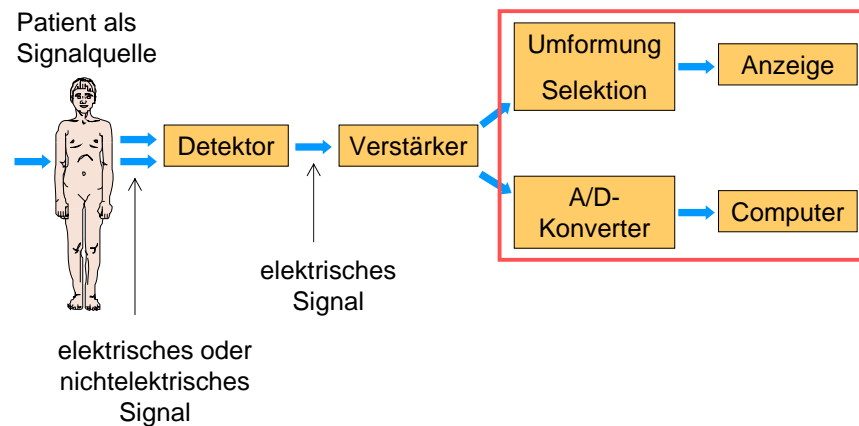 Patient als
Signalquelle
Detektor
Verstärker
Umformung
Selektion
Anzeige
A/D-
Konverter
Computer
elektrisches
Signal
elektrisches oder
nichtelektrisches
Signal